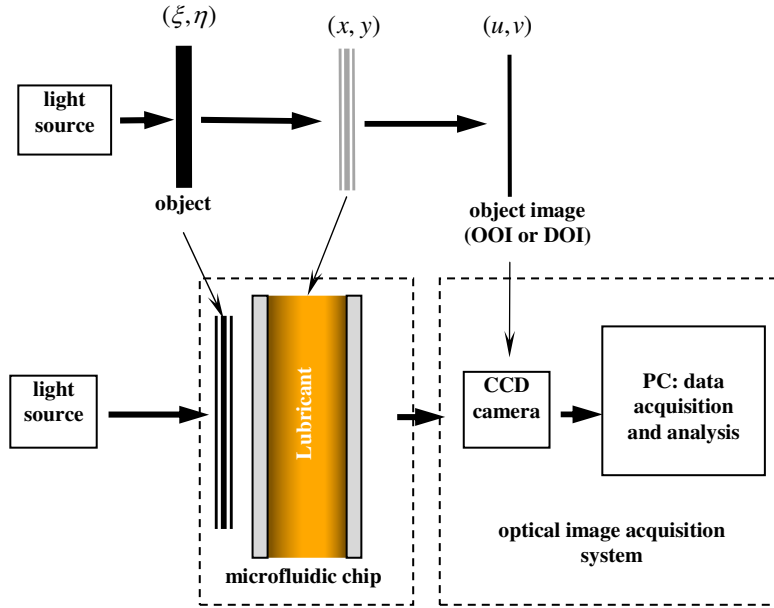 (ξ,η)
(x, y)
(u,v)
light
source
object
object image
(OOI or DOI)
light
source
Lubricant
CCD
camera
PC: data
acquisition
and analysis
optical image acquisition
system
microfluidic chip